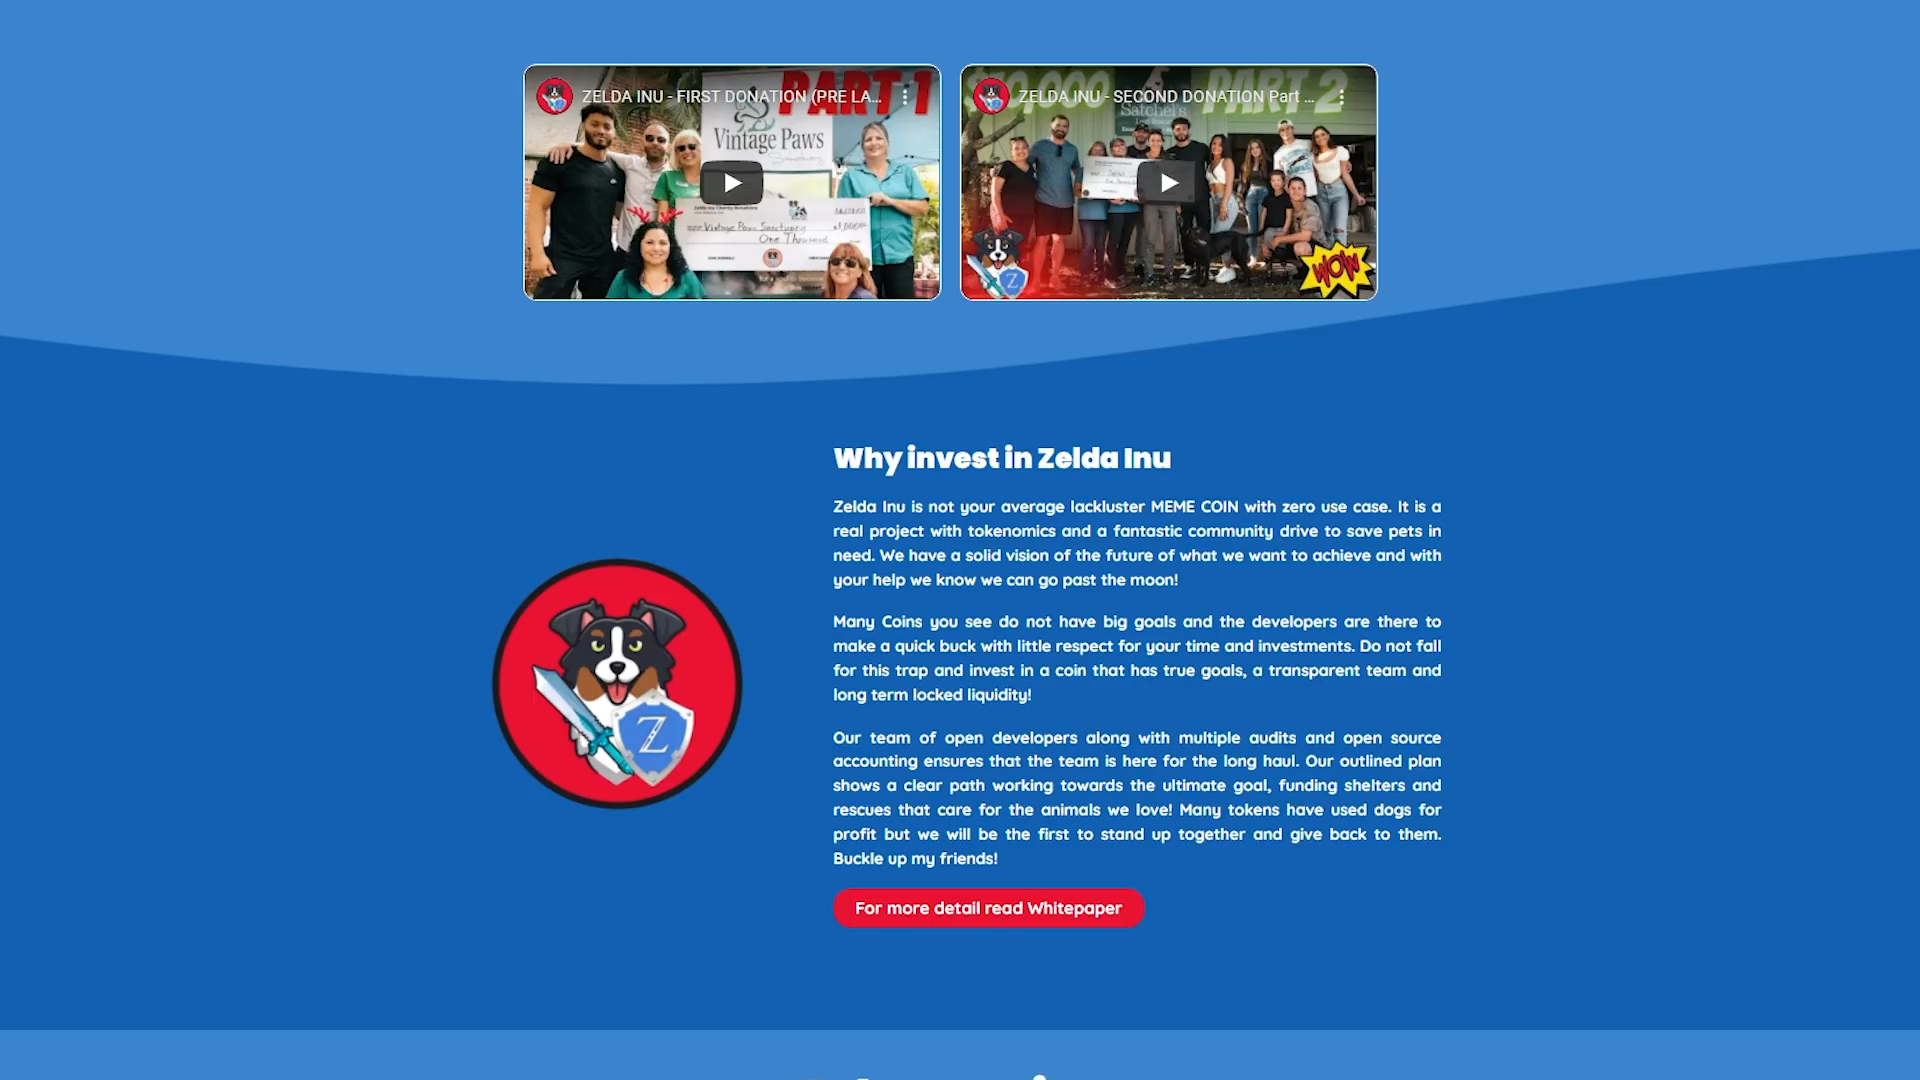 ZELDA INU - FIRST DONATION (PRE LA...
PART 1
Vintage Paws
Sanctuary
Vintage Paws Sanctuary
One Thousand
ZELDA INU - SECOND DONATION Part ...
$10,000 PART 2
Satchel's
WOW
Z
Why invest in Zelda Inu
Zelda Inu is not your average lackluster MEME COIN with zero use case. It is a
real project with tokenomics and a fantastic community drive to save pets in
need. We have a solid vision of the future of what we want to achieve and with
your help we know we can go past the moon!
Many Coins you see do not have big goals and the developers are there to
make a quick buck with little respect for your time and investments. Do not fall
for this trap and invest in a coin that has true goals, a transparent team and
long term locked liquidity!
Our team of open developers along with multiple audits and open source
accounting ensures that the team is here for the long haul. Our outlined plan
shows a clear path working towards the ultimate goal, funding shelters and
rescues that care for the animals we love! Many tokens have used dogs for
profit but we will be the first to stand up together and give back to them.
Buckle up my friends!
Z
For more detail read Whitepaper